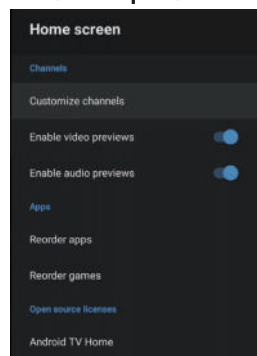 Home screen
Channels
Customize channels
Enable video previews
Enable audio previews
Apps
Reorder apps
Reorder games
Open source licenses
Android TV Home